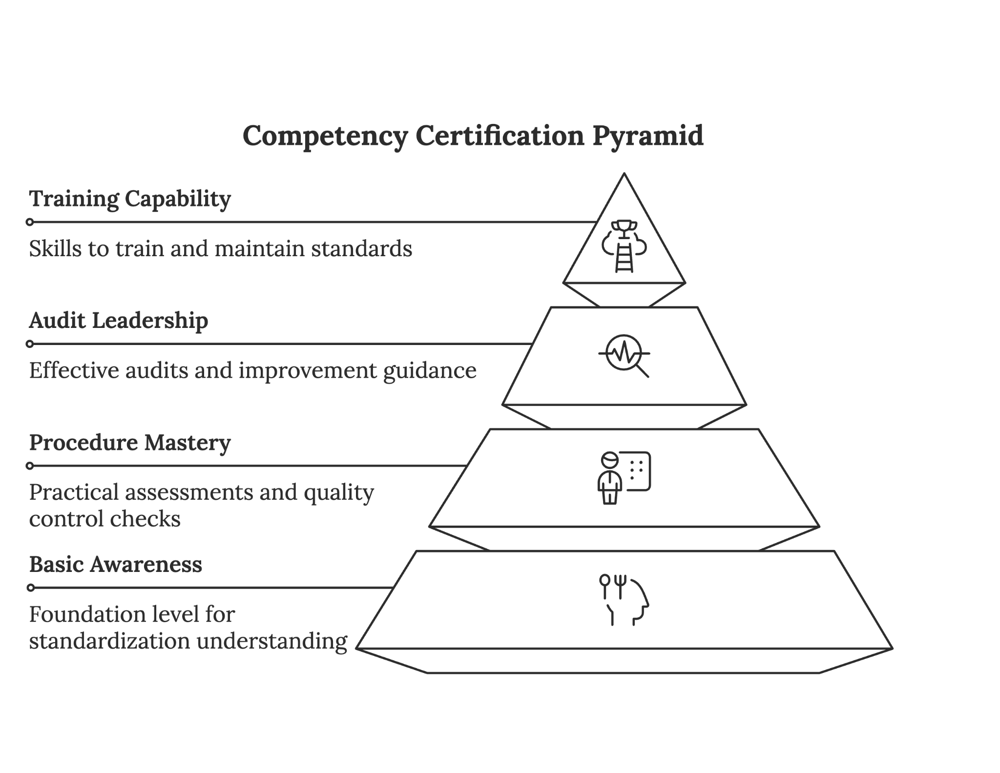 Competency Certification Pyramid
Training Capability
Skills to train and maintain standards
Audit Leadership
Effective audits and improvement guidance
Procedure Mastery
Practical assessments and quality
control checks
Basic Awareness
Foundation level for
standardization understanding